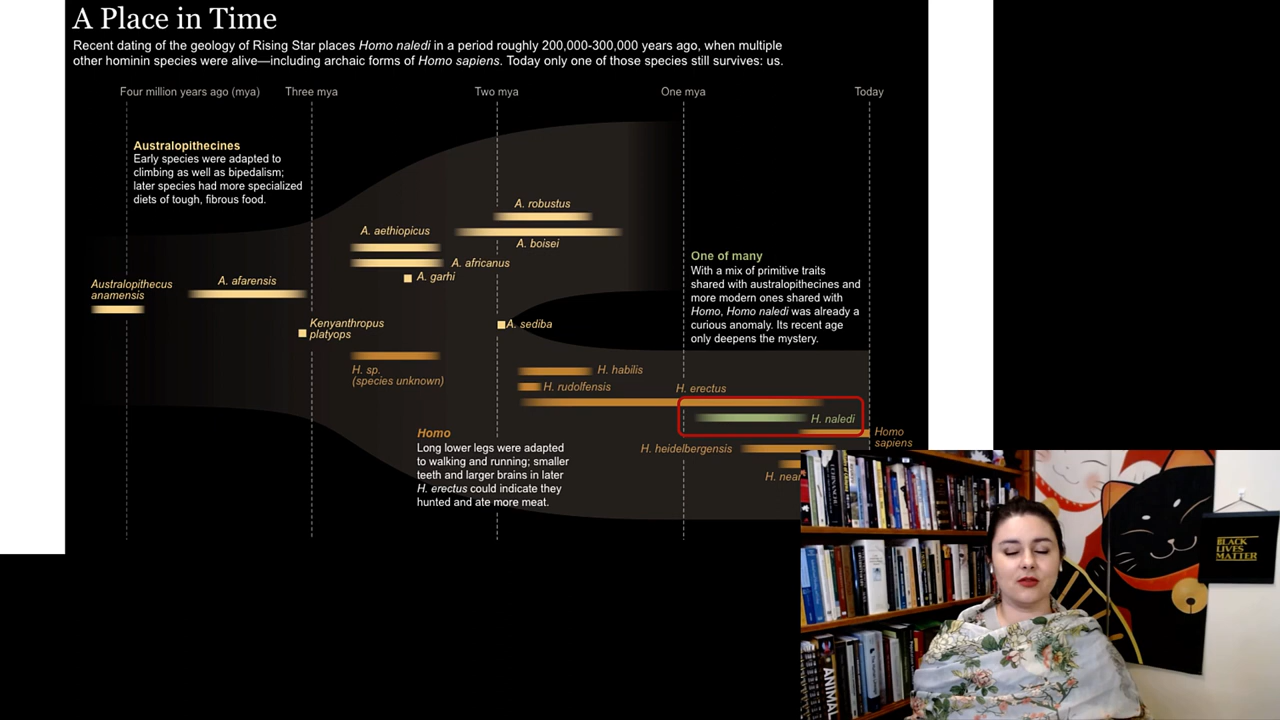 A Place in Time
Recent dating of the geology of Rising Star places Homo naledi in a period roughly 200,000-300,000 years ago, when multiple
other hominin species were alive—including archaic forms of Homo sapiens. Today only one of those species still survives: us.
Four million years ago (mya)
Three mya
Two mya
One mya
Today
Australopithecines
Early species were adapted to
climbing as well as bipedalism;
later species had more specialized
diets of tough, fibrous food.
A. robustus
A. aethiopicus
A. boisei
A. africanus
A. garhi
A. afarensis
Australopithecus
anamensis
Kenyanthropus
platyops
A. sediba
One of many
With a mix of primitive traits
shared with australopithecines and
more modern ones shared with
Homo, Homo naledi was already a
curious anomaly. Its recent age
only deepens the mystery.
H. sp.
(species unknown)
H. habilis
H. rudolfensis
H. erectus
H. naledi
Homo
sapiens
H. heidelbergensis
H. near
Homo
Long lower legs were adapted
to walking and running; smaller
teeth and larger brains in later
H. erectus could indicate they
hunted and ate more meat.
BLACK
LIVES
MATTER
ANIMAL